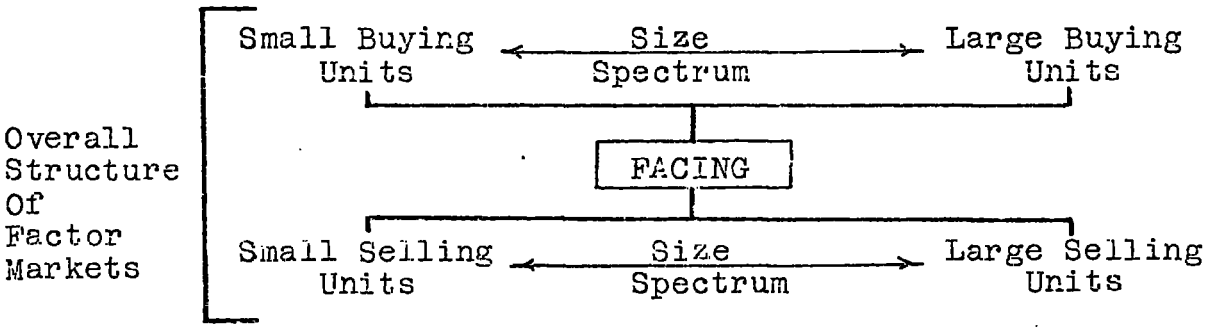 Small Buying Size Large Buying
Units Spectrum Units
Overall
Structure
Of
Factor
Markets
FACING
Small Selling Size Large Selling
Units Spectrum Units